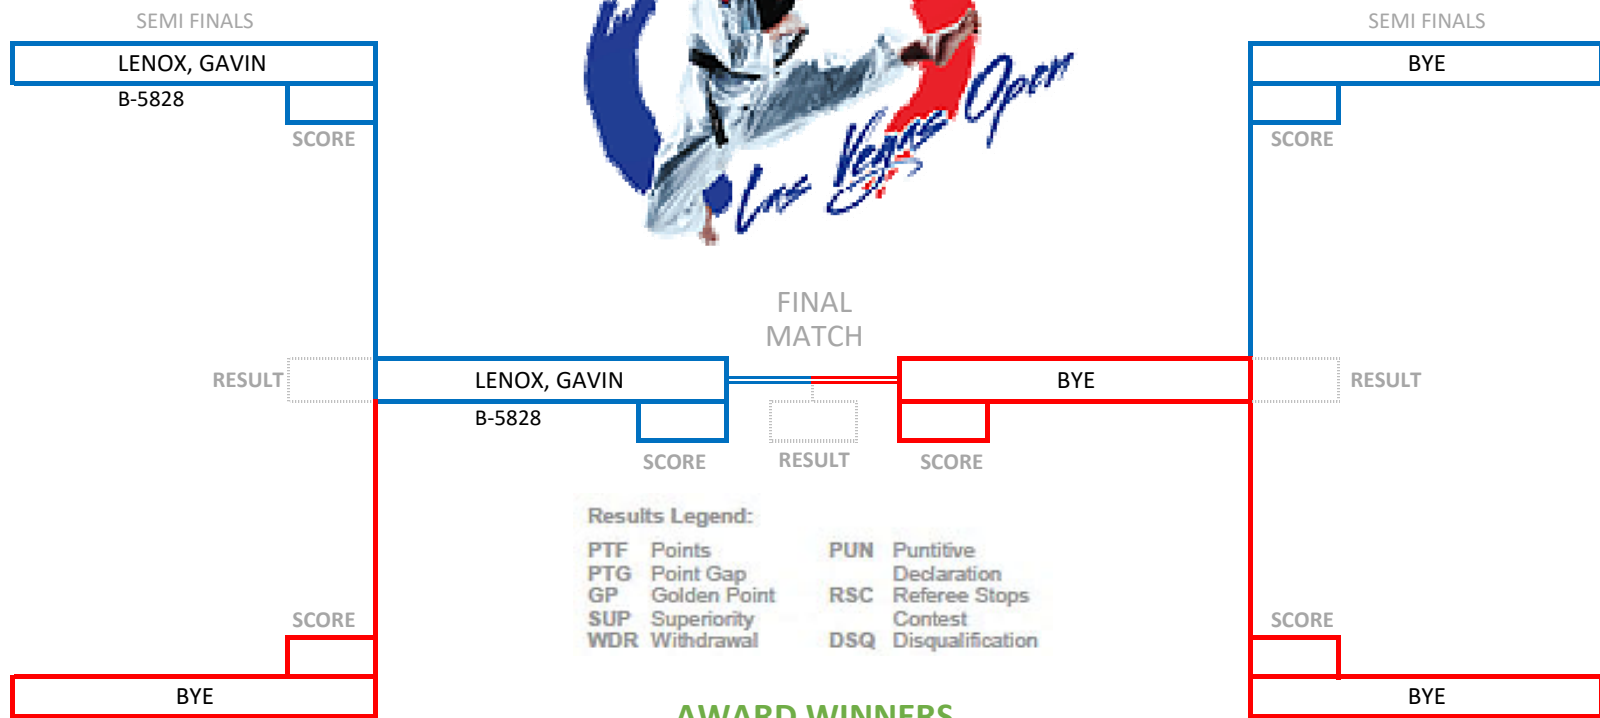 SEMI FINALS
SEMI FINALS
LENOX, GAVIN
BYE
B-5828
SCORE
SCORE
Las Vegas Open
FINAL
MATCH
RESULT
LENOX, GAVIN
BYE
RESULT
B-5828
SCORE
RESULT
SCORE
Results Legend:
PTF Points
PTG Point Gap
GP Golden Point
SUP Superiority
WDR Withdrawal
PUN Puntitive
Declaration
RSC Referee Stops
Contest
DSQ Disqualification
SCORE
SCORE
BYE
BYE
AWARD WINNERS